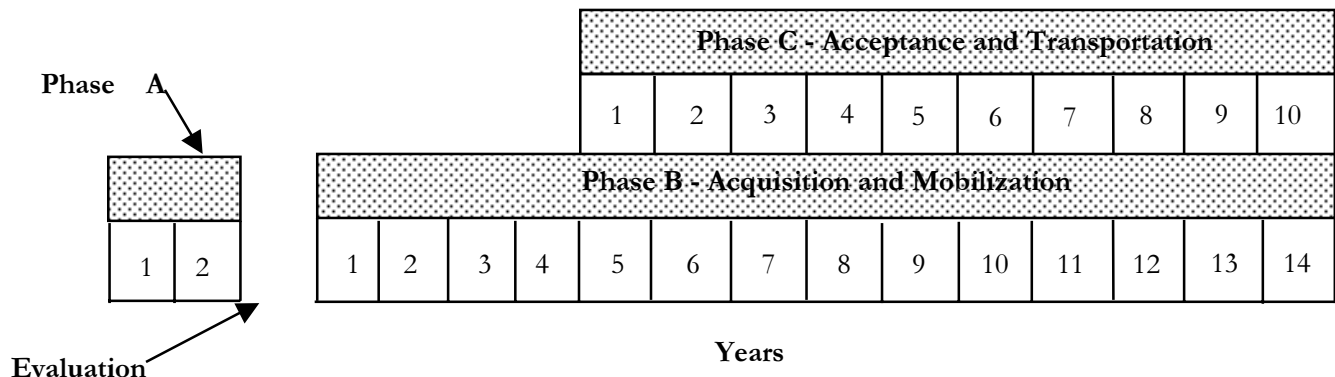 Phase C - Acceptance and Transportation
Phase A
1 2 3 4 5 6 7 8 9 10
Phase B - Acquisition and Mobilization
1 2 1 2 3 4 5 6 7 8 9 10 11 12 13 14
Years
Evaluation